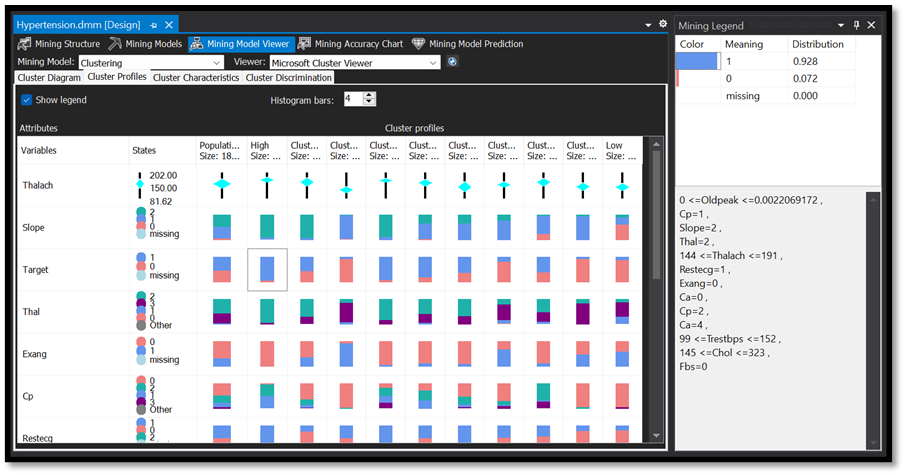 Hypertension.dmm [Design]
Mining Structure Mining Models Mining Model Viewer Mining Accuracy Chart Mining Model Prediction
Mining Model: Clustering Viewer: Microsoft Cluster Viewer
Cluster Diagram Cluster Profiles Cluster Characteristics Cluster Discrimination
Show legend Histogram bars: 4
Attributes Cluster profiles
Variables States Populati... High Clust... Clust... Clust... Clust... Clust... Clust... Clust... Clust... Low
Size: 18... Size: ... Size: ... Size: ... Size: ... Size: ... Size: ... Size: ... Size: ... Size: ... Size: ...
Thalach
202.00
150.00
81.62
Slope
2
1
0
missing
Target
1
0
missing
Thal
2
3
1
0
Other
Exang
0
1
missing
Cp
0
2
1
3
Other
Restecg
1
0
2
Mining Legend
Color Meaning Distribution
1 0.928
0 0.072
missing 0.000
0 <=Oldpeak <=0.0022069172 ,
Cp=1 ,
Slope=2 ,
Thal=2 ,
144 <=Thalach <=191 ,
Restecg=1 ,
Exang=0 ,
Ca=0 ,
Cp=2 ,
Ca=4 ,
99 <=Trestbps <=152 ,
145 <=Chol <=323 ,
Fbs=0